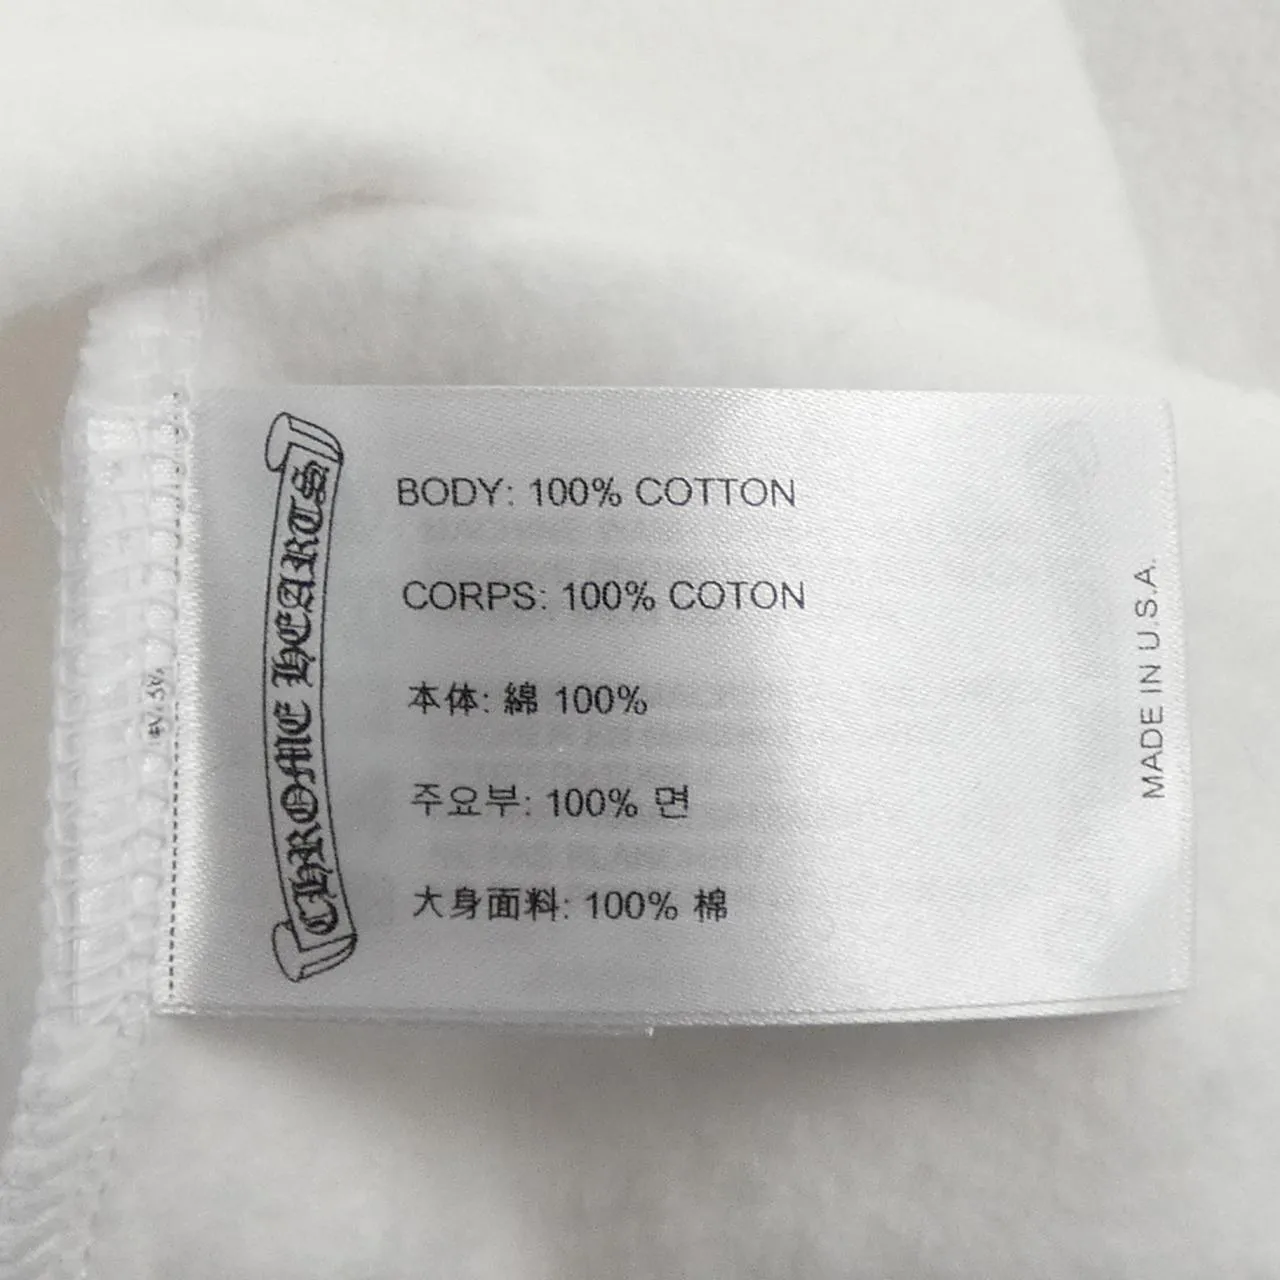 CHROME HEARTS
BODY: 100% COTTON
CORPS: 100% COTON
本体: 綿 100%
주요부: 100% 면
大身面料: 100% 棉
MADE IN U.S.A.